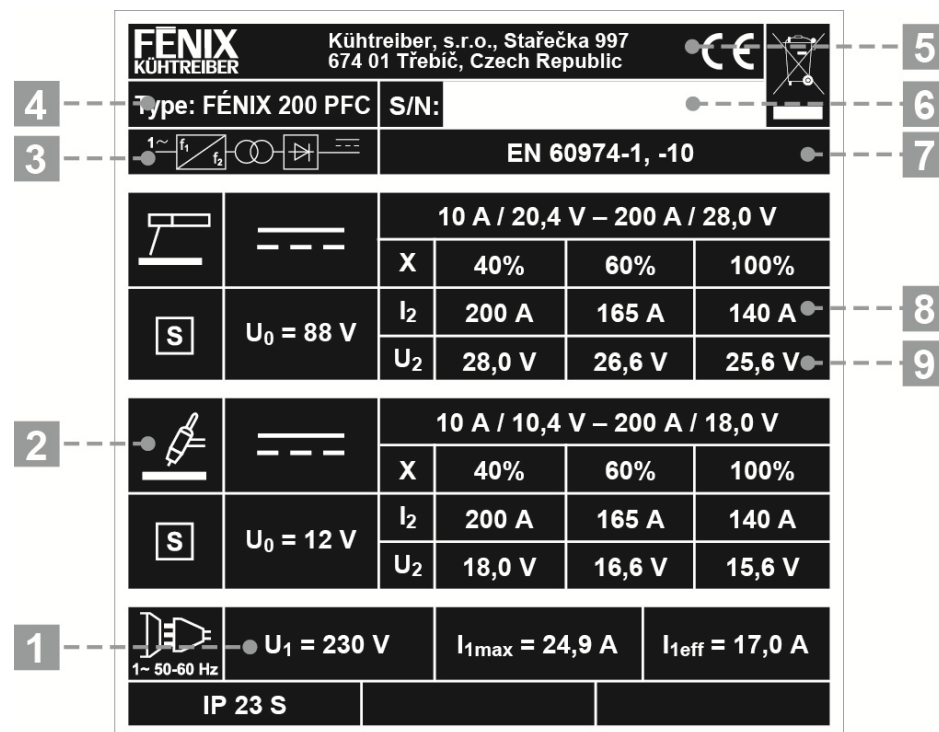 FÉNIX
KÜHTREIBER
Kühtreiber, s.r.o., Stařečka 997
674 01 Třebíč, Czech Republic
CE
5
4
Type: FÉNIX 200 PFC
S/N:
6
3
1~ f₁ f₂
EN 60974-1, -10
7
10 A / 20,4 V – 200 A / 28,0 V
X 40% 60% 100%
S
U₀ = 88 V
I₂ 200 A 165 A 140 A
8
U₂ 28,0 V 26,6 V 25,6 V
9
2
10 A / 10,4 V – 200 A / 18,0 V
X 40% 60% 100%
S
U₀ = 12 V
I₂ 200 A 165 A 140 A
U₂ 18,0 V 16,6 V 15,6 V
1
1~ 50-60 Hz
U₁ = 230 V
I₁max = 24,9 A
I₁eff = 17,0 A
IP 23 S